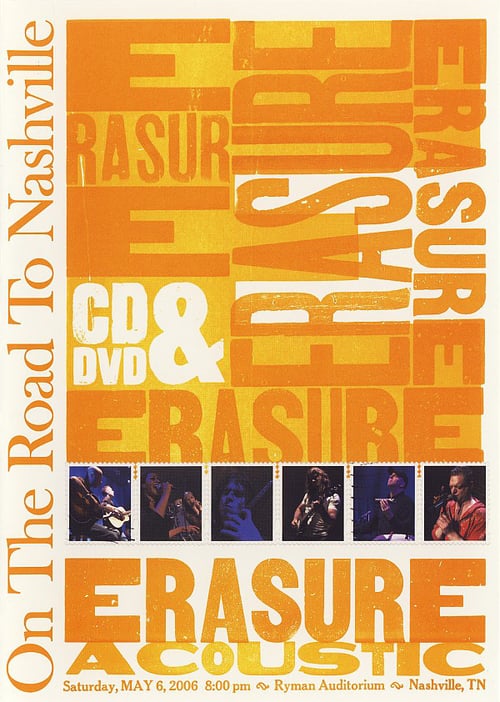 On The Road To Nashville
E
RASUR
E
ERASURE
ERASURE
ERASURE
CD &
DVD
ERASURE
ERASURE
ACOUSTIC
Saturday, MAY 6, 2006 8:00 pm ~ Ryman Auditorium ~ Nashville, TN